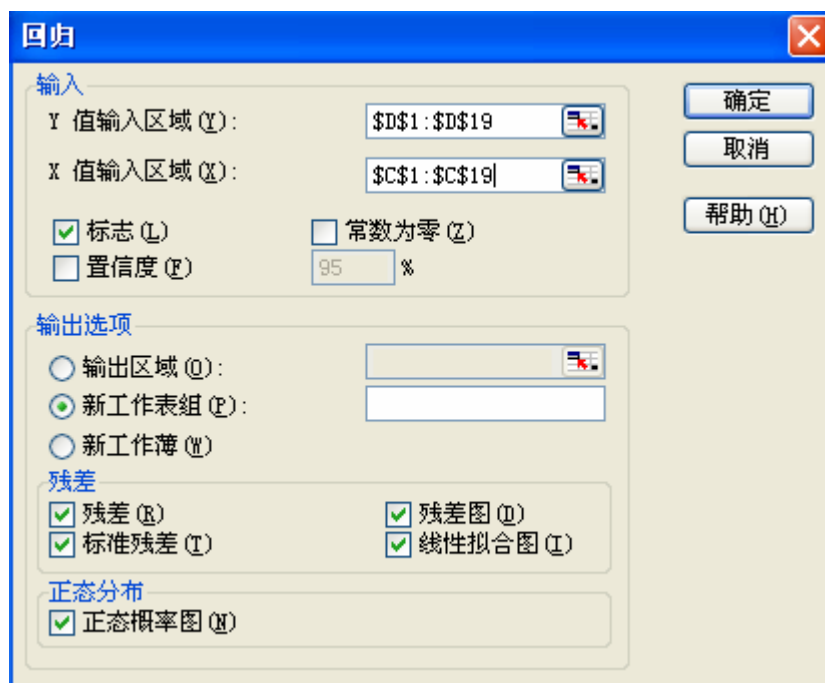 回归
输入
Y 值输入区域(Y):
$D$1:$D$19
确定
X 值输入区域(X):
$C$1:$C$19
取消
标志(L)
常数为零(Z)
帮助(H)
置信度(F)
95
%
输出选项
输出区域(O):
新工作表组(P):
新工作薄(W)
残差
残差(R)
残差图(D)
标准残差(T)
线性拟合图(I)
正态分布
正态概率图(N)